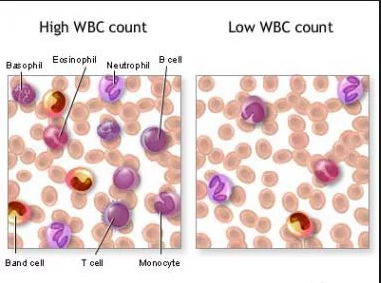 High WBC count
Low WBC count
Basophil
Eosinophil
Neutrophil
B cell
Band cell
T cell
Monocyte